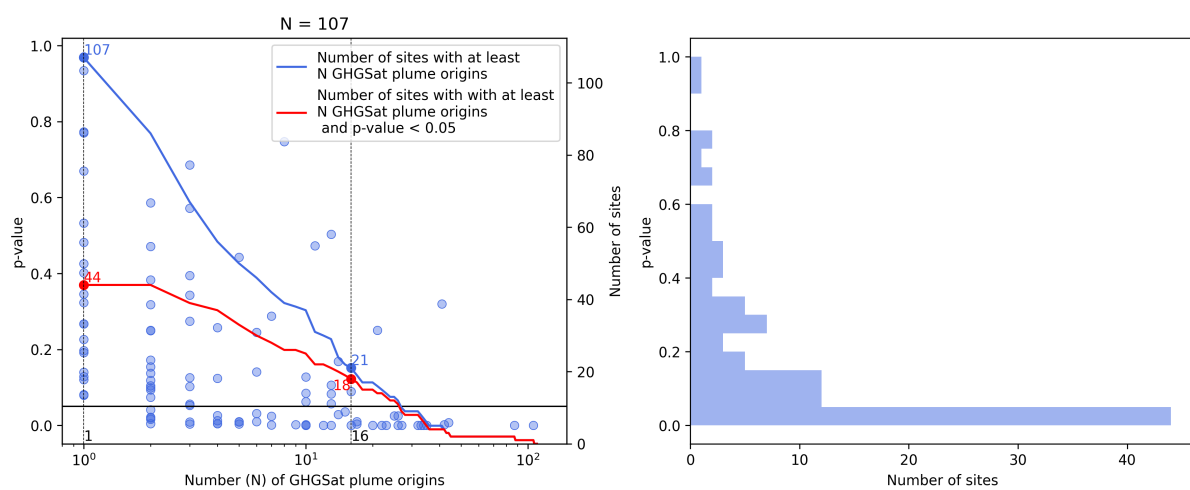 N = 107
1.0
0.8
0.6
0.4
0.2
0.0
p-value
107
44
21
18
1
16
Number of sites with at least
N GHGSat plume origins
Number of sites with with at least
N GHGSat plume origins
and p-value < 0.05
100
80
60
40
20
0
Number of sites
10⁰
10¹
10²
Number (N) of GHGSat plume origins
1.0
0.8
0.6
0.4
0.2
0.0
p-value
0
10
20
30
40
Number of sites